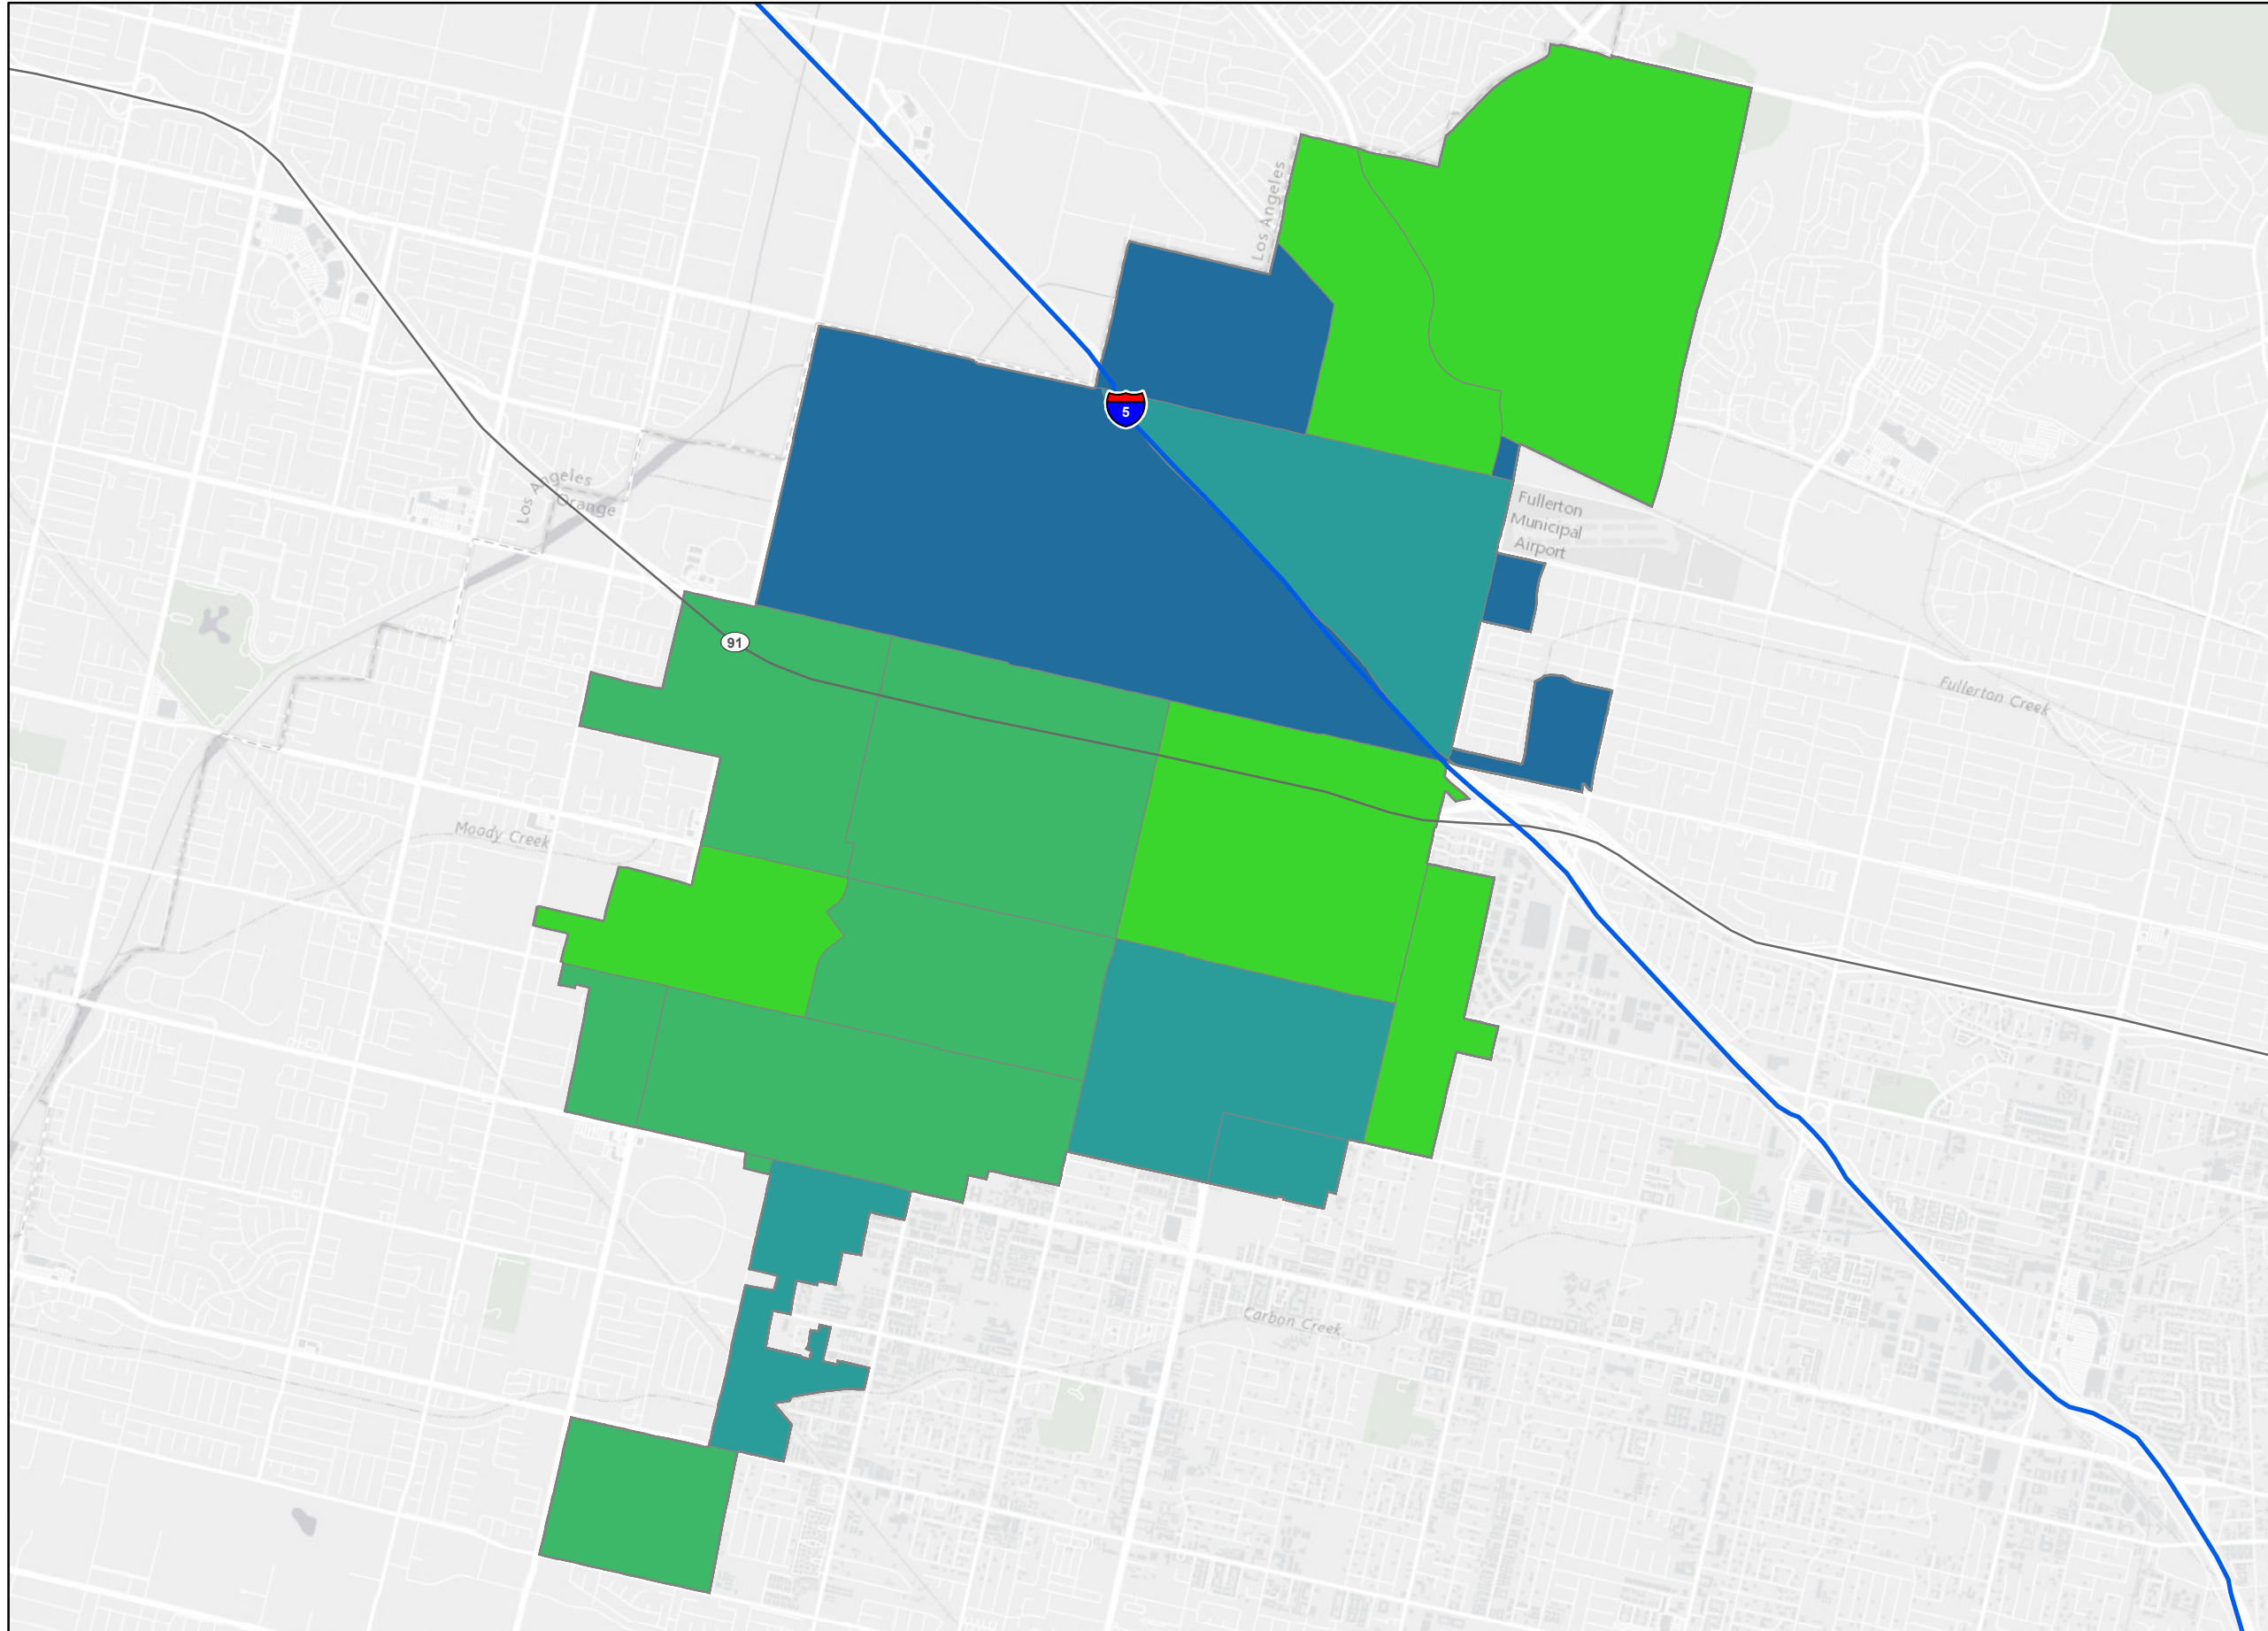 Los Angeles
5
Los Angeles
Orange
Fullerton
Municipal
Airport
91
Fullerton Creek
Moody Creek
Carbon Creek